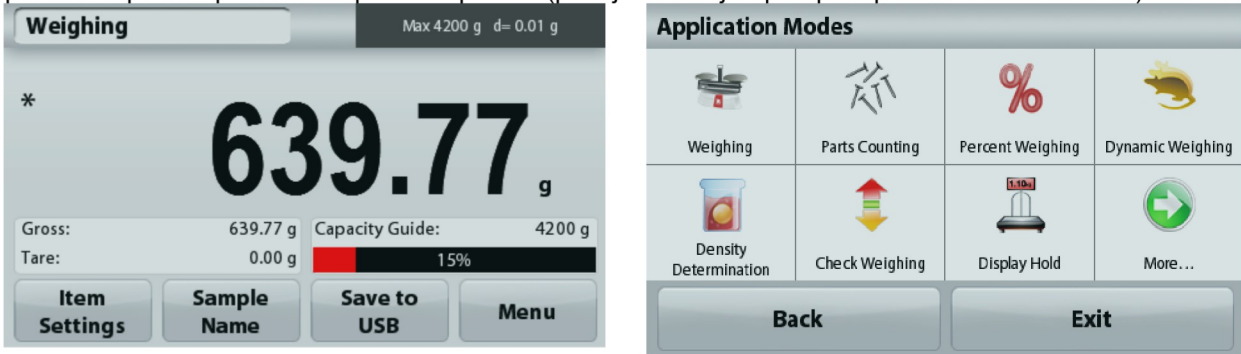 Weighing
Max 4200 g d= 0.01 g
*
639.77 g
Gross: 639.77 g
Tare: 0.00 g
Capacity Guide: 4200 g
15%
Item Settings
Sample Name
Save to USB
Menu
Application Modes
Weighing
Parts Counting
Percent Weighing
Dynamic Weighing
Density Determination
Check Weighing
1.10kg
Display Hold
More...
Back
Exit